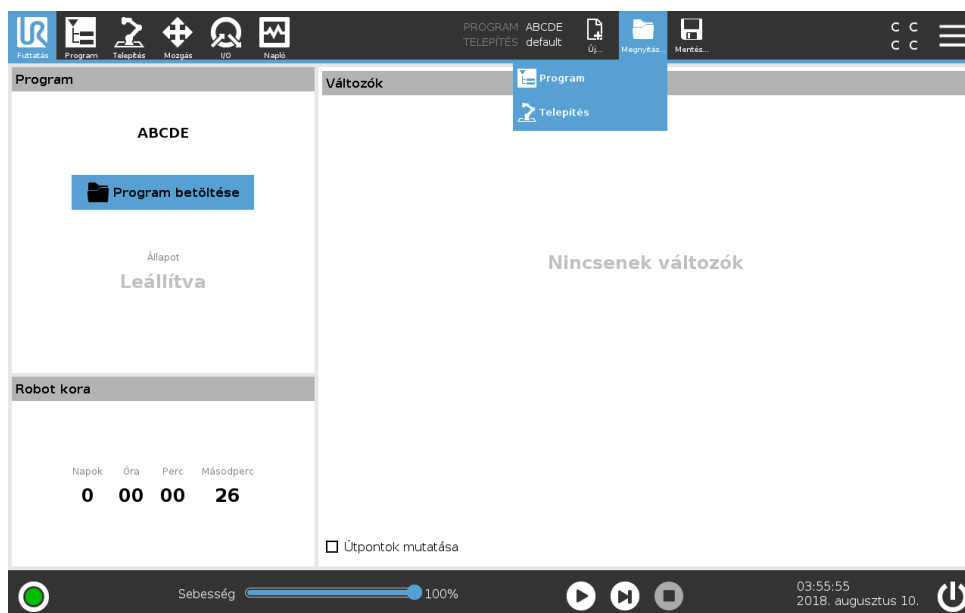 UR
Futtatás
Program
Telepítés
Mozgás
I/O
Napló
PROGRAM ABCDE
TELEPÍTÉS default
Új...
Megnyitás...
Mentés...
C C
C C
Program
Telepítés
Program
ABCDE
Program betöltése
Állapot
Leállítva
Robot kora
Napok Óra Perc Másodperc
0 00 00 26
Változók
Nincsenek változók
Útpontok mutatása
Sebesség 100%
03:55:55
2018. augusztus 10.